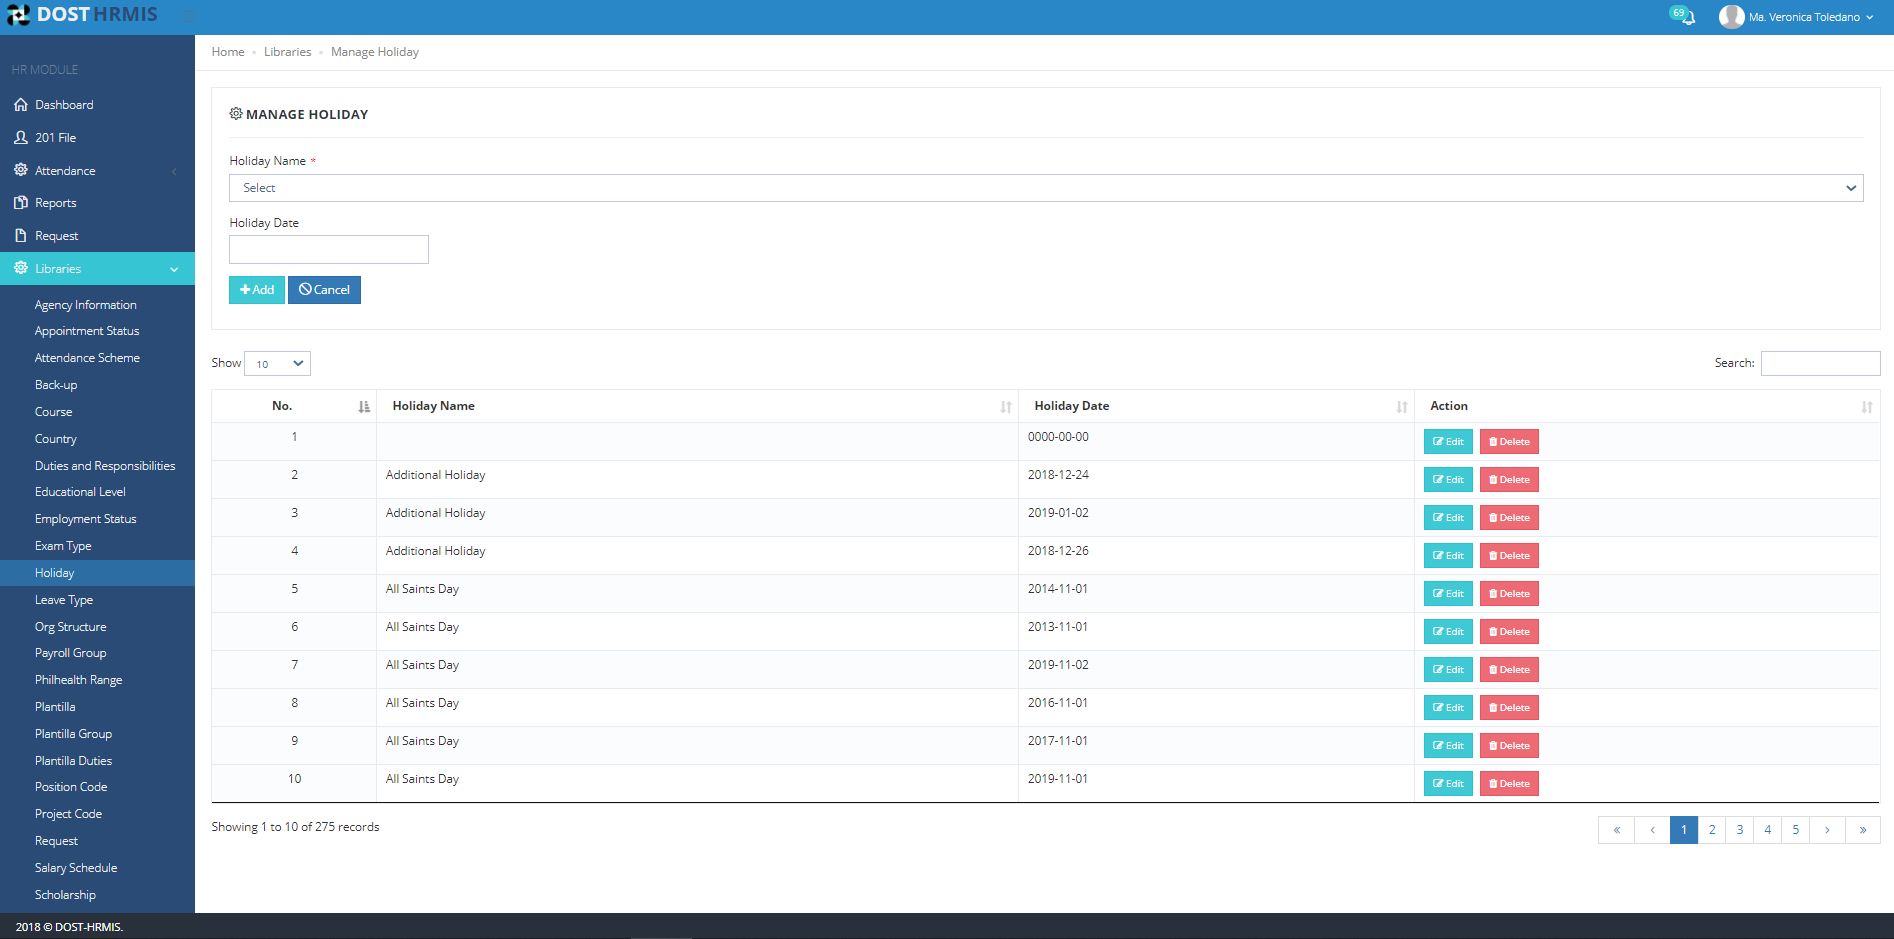 DOST HRMIS
69
Ma. Veronica Toledano
HR MODULE
Dashboard
201 File
Attendance
Reports
Request
Libraries
Agency Information
Appointment Status
Attendance Scheme
Back-up
Course
Country
Duties and Responsibilities
Educational Level
Employment Status
Exam Type
Holiday
Leave Type
Org Structure
Payroll Group
Philhealth Range
Plantilla
Plantilla Group
Plantilla Duties
Position Code
Project Code
Request
Salary Schedule
Scholarship
Home Libraries Manage Holiday
MANAGE HOLIDAY
Holiday Name *
Select
Holiday Date
+ Add Cancel
Show 10 Search:
No. Holiday Name Holiday Date Action
1 0000-00-00 Edit Delete
2 Additional Holiday 2018-12-24 Edit Delete
3 Additional Holiday 2019-01-02 Edit Delete
4 Additional Holiday 2018-12-26 Edit Delete
5 All Saints Day 2014-11-01 Edit Delete
6 All Saints Day 2013-11-01 Edit Delete
7 All Saints Day 2019-11-02 Edit Delete
8 All Saints Day 2016-11-01 Edit Delete
9 All Saints Day 2017-11-01 Edit Delete
10 All Saints Day 2019-11-01 Edit Delete
Showing 1 to 10 of 275 records
« ‹ 1 2 3 4 5 › »
2018 © DOST-HRMIS.